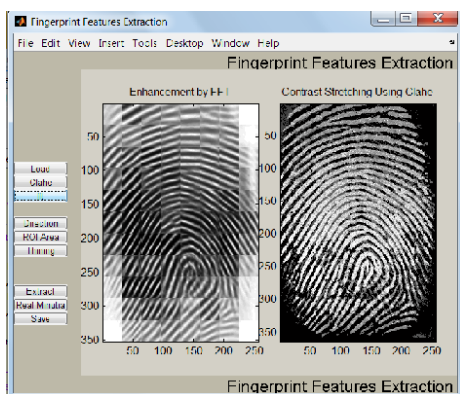 Fingerprint Features Extraction
File Edit View Insert Tools Desktop Window Help
Fingerprint Features Extraction
Enhancement by FFT
Contrast Stretching Using Clahe
50
100
150
200
250
300
350
50 100 150 200 250
50
100
150
200
250
300
350
50 100 150 200 250
Load
Clahe
Direction
ROI Area
Thining
Extract
Real Minutia
Save
Fingerprint Features Extraction